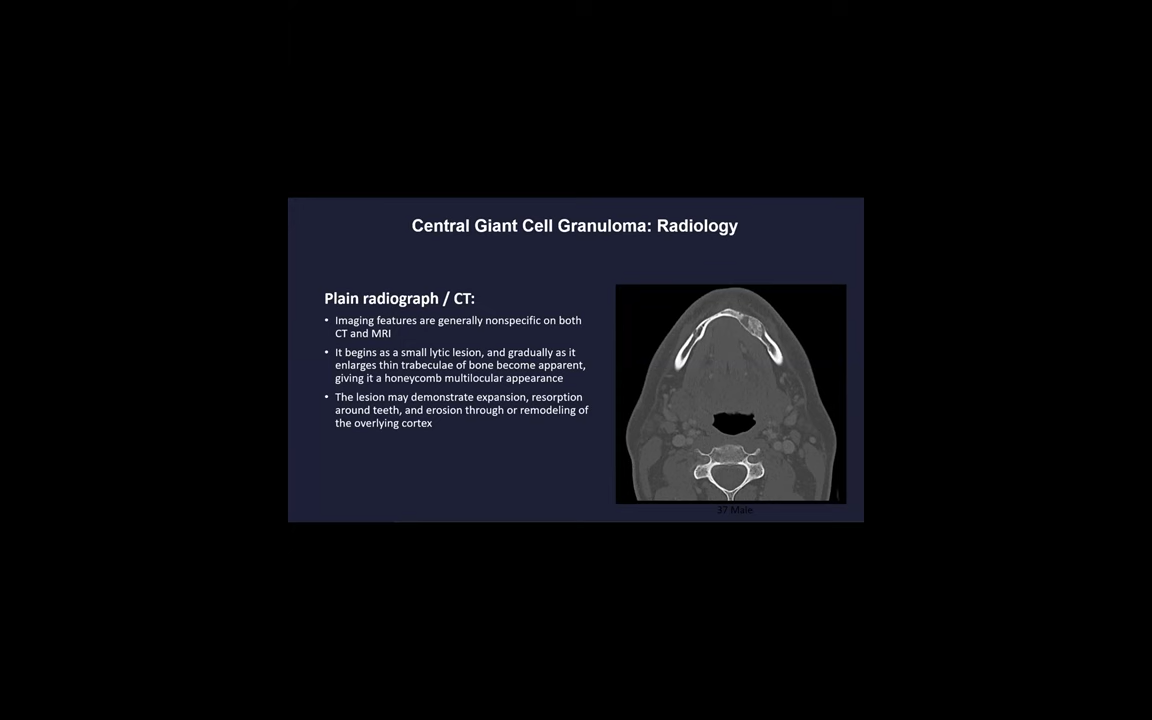 Central Giant Cell Granuloma: Radiology
Plain radiograph / CT:
• Imaging features are generally nonspecific on both
CT and MRI
• It begins as a small lytic lesion, and gradually as it
enlarges thin trabeculae of bone become apparent,
giving it a honeycomb multilocular appearance
• The lesion may demonstrate expansion, resorption
around teeth, and erosion through or remodeling of
the overlying cortex
37 Male